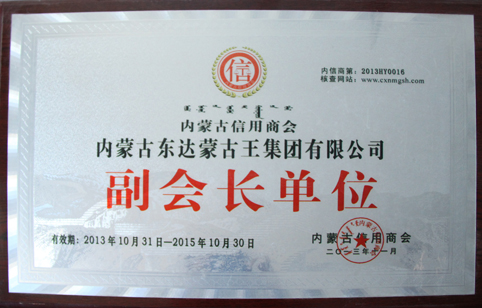 信
内信商第：2013HY0016
核查网站：www.cxnmgsh.com
内蒙古信用商会
内蒙古东达蒙古王集团有限公司
副会长单位
有效期：2013年10月31日—2015年10月30日
内蒙古信用商会